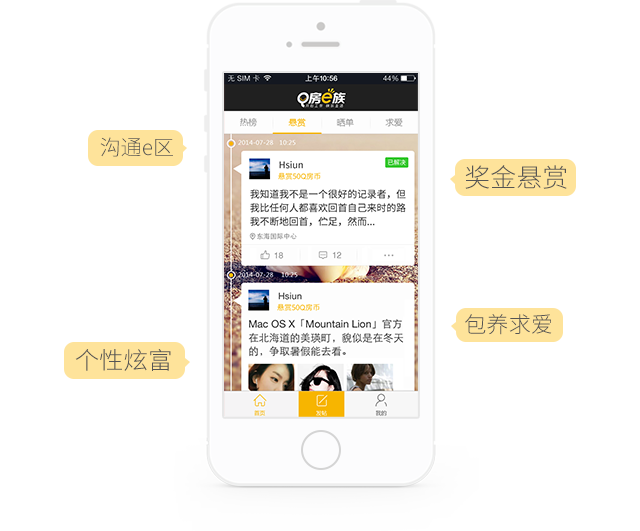 无 SIM 卡
上午10:56
44%
Q房e族
热榜
悬赏
晒单
求爱
2014-07-28 10:25
Hsiun
悬赏50Q房币
已解决
我知道我不是一个很好的记录者，但
我比任何人都喜欢回首自己来时的路
我不断地回首，伫足，然而...
东海国际中心
18
12
2014-07-28 10:25
Hsiun
悬赏50Q房币
Mac OS X「Mountain Lion」官方
在北海道的美瑛町，貌似是在冬天
的，争取暑假能去看。
首页
发帖
我的
沟通e区
个性炫富
奖金悬赏
包养求爱